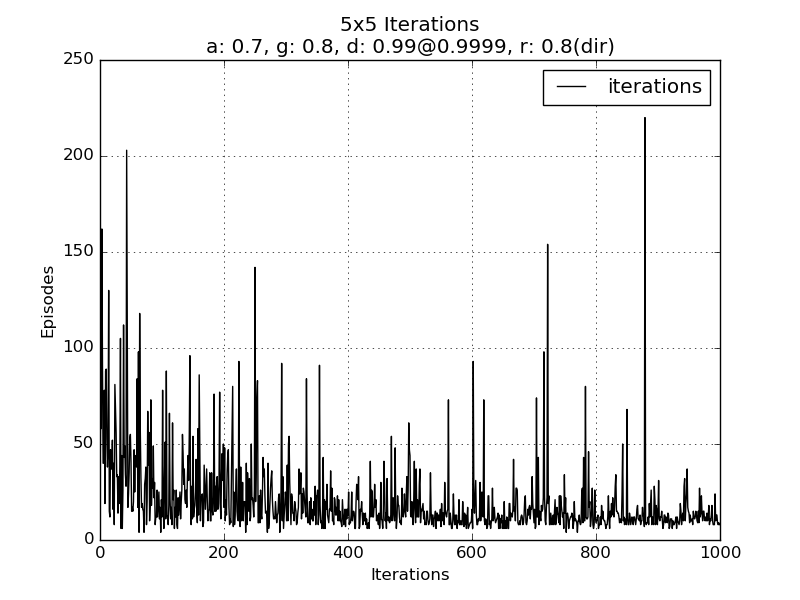 5x5 Iterations
a: 0.7, g: 0.8, d: 0.99@0.9999, r: 0.8(dir)
iterations
250
200
150
100
50
0
Episodes
0 200 400 600 800 1000
Iterations